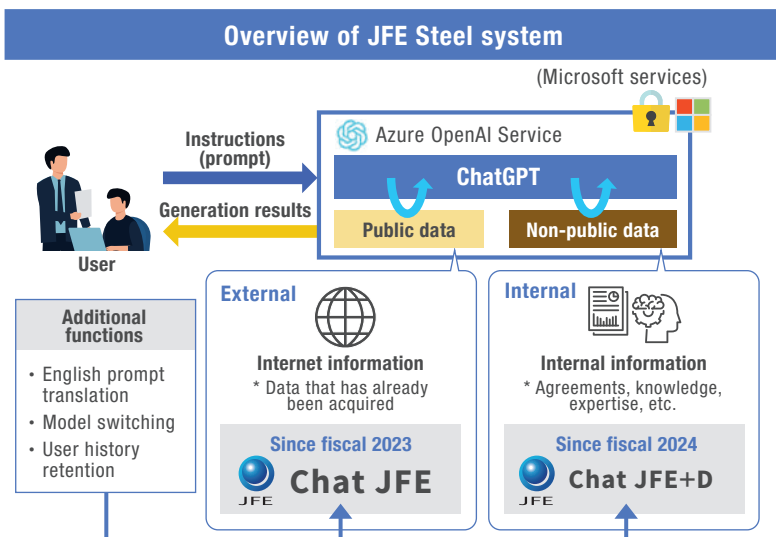 Overview of JFE Steel system
(Microsoft services)
Azure OpenAI Service
Instructions
(prompt)
ChatGPT
Generation results
Public data
Non-public data
User
External
Internet information
* Data that has already
been acquired
Since fiscal 2023
JFE
Chat JFE
Internal
Internal information
* Agreements, knowledge,
expertise, etc.
Since fiscal 2024
JFE
Chat JFE+D
Additional
functions
• English prompt
translation
• Model switching
• User history
retention